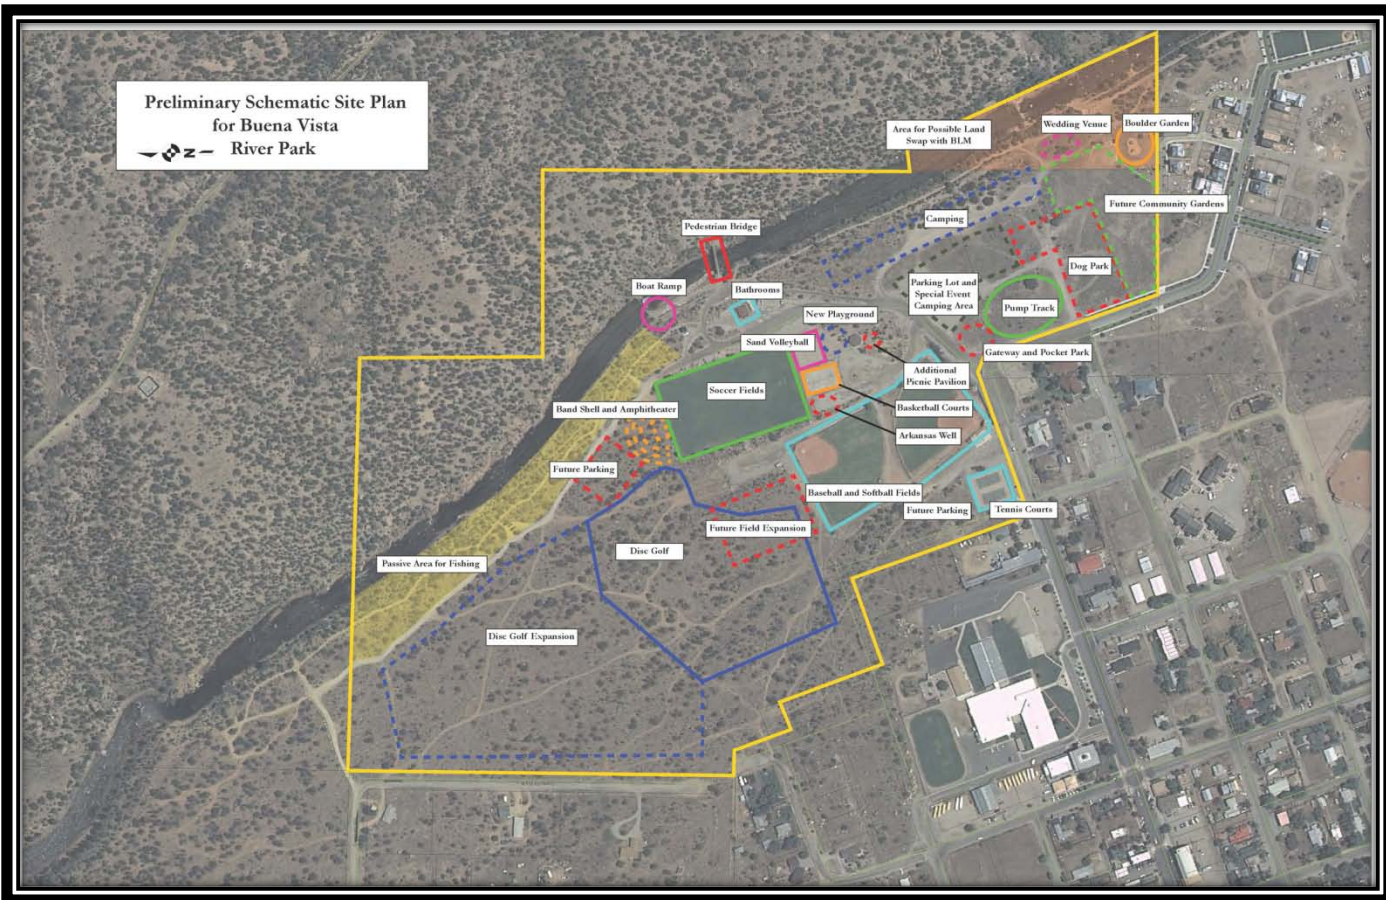 Preliminary Schematic Site Plan
for Buena Vista
River Park
N
Area for Possible Land
Swap with BLM
Wedding Venue
Boulder Garden
Future Community Gardens
Camping
Pedestrian Bridge
Dog Park
Boat Ramp
Bathrooms
Parking Lot and
Special Event
Camping Area
Pump Track
New Playground
Sand Volleyball
Gateway and Pocket Park
Additional
Picnic Pavilion
Soccer Fields
Basketball Courts
Band Shell and Amphitheater
Arkansas Well
Future Parking
Baseball and Softball Fields
Future Parking
Tennis Courts
Future Field Expansion
Disc Golf
Passive Area for Fishing
Disc Golf Expansion